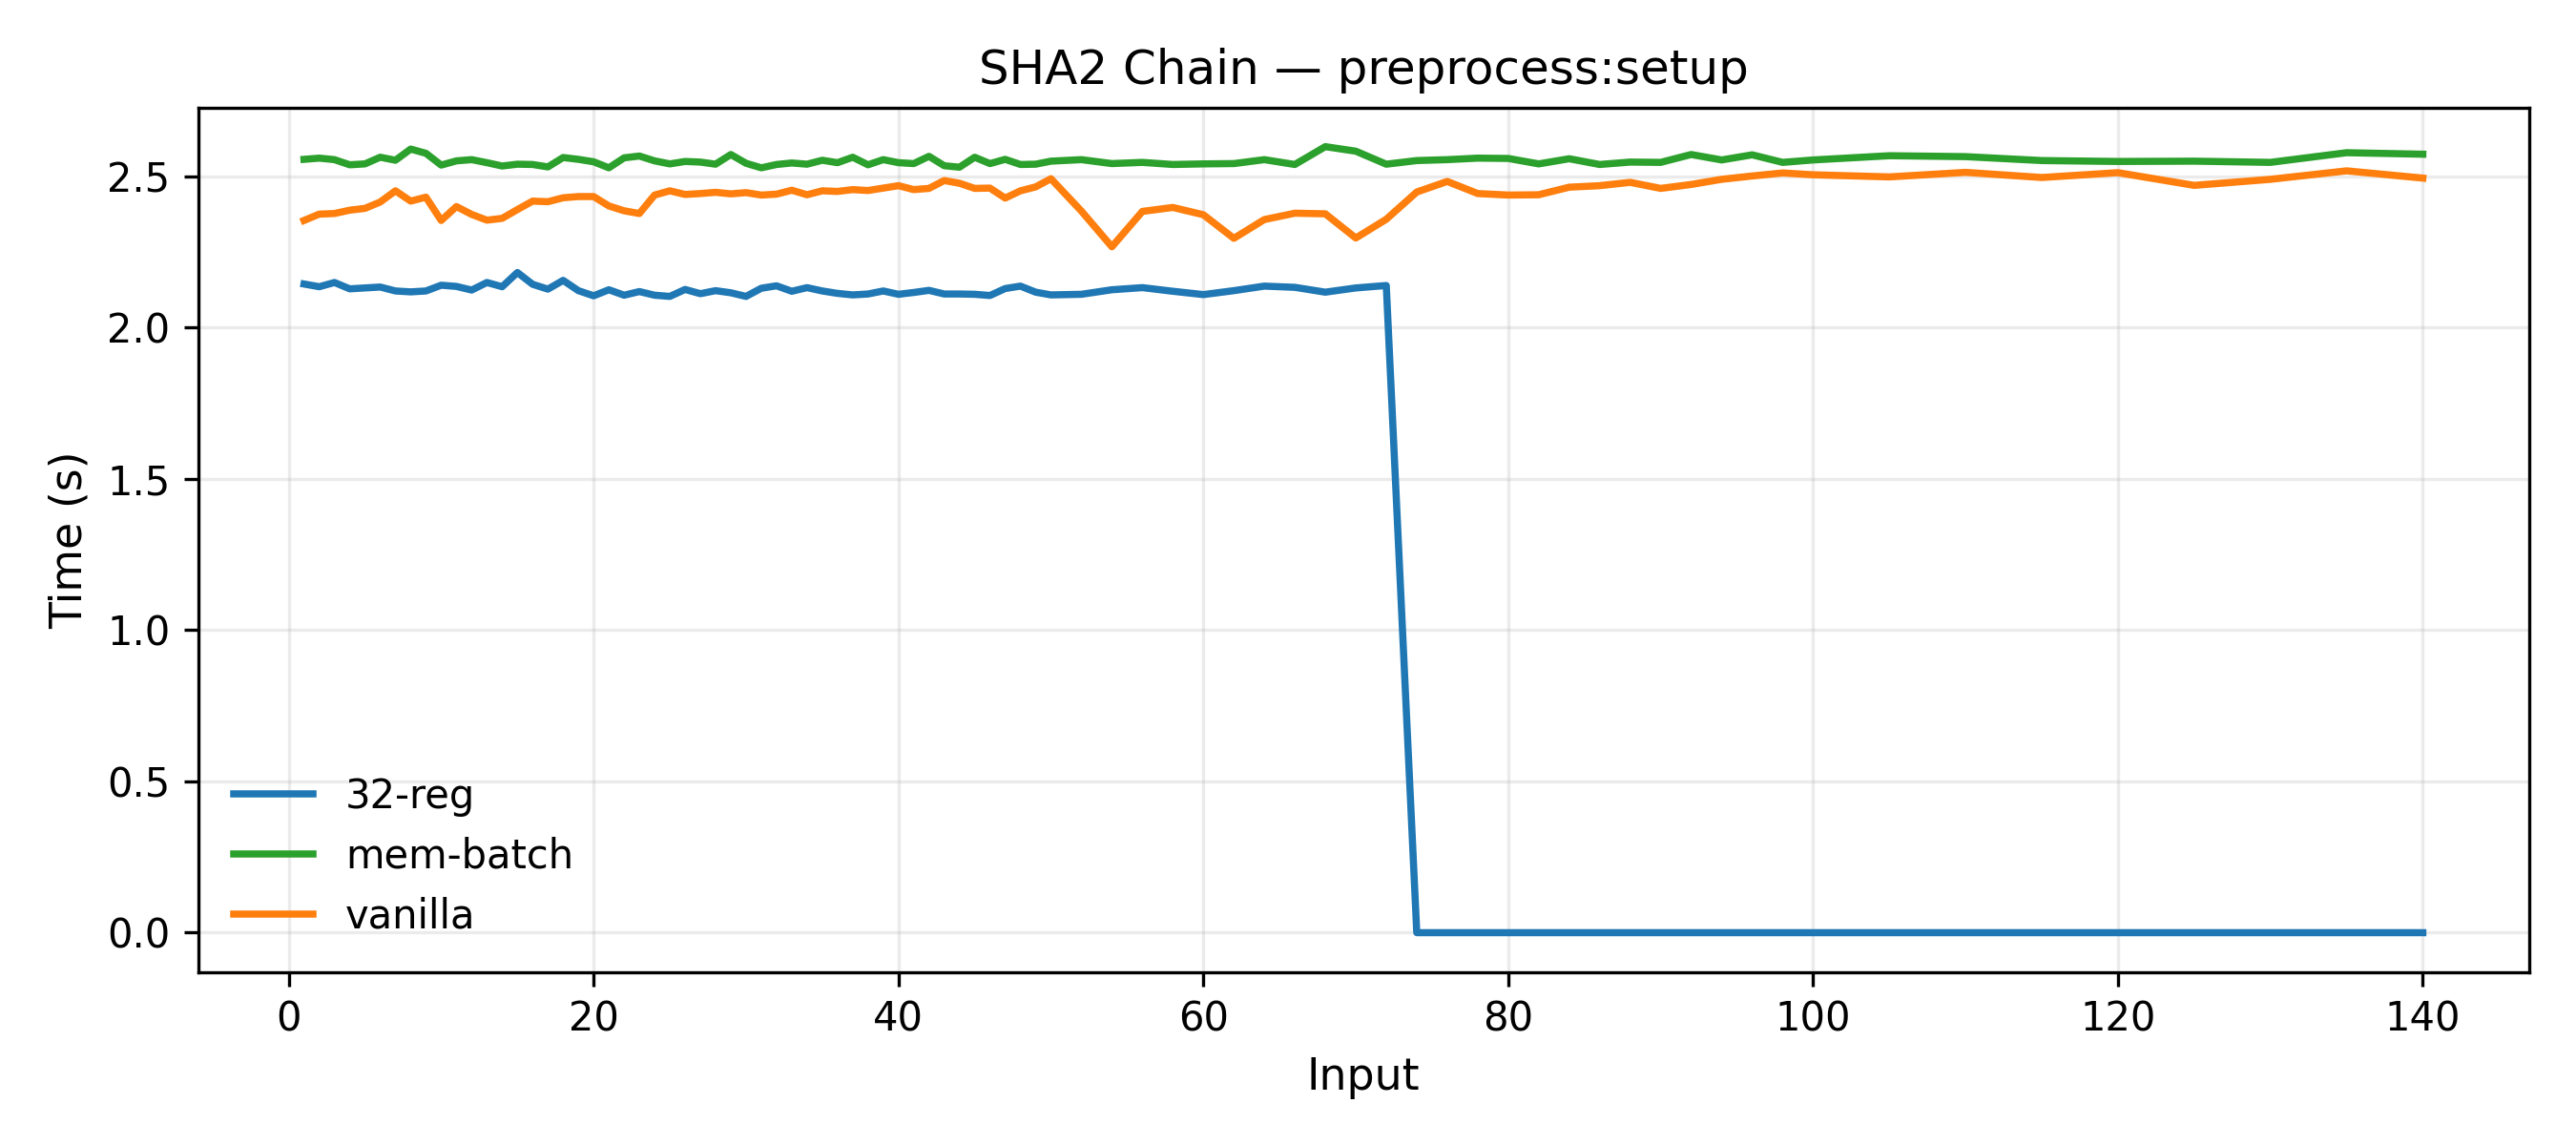 SHA2 Chain — preprocess:setup
Time (s)
2.5
2.0
1.5
1.0
0.5
0.0
32-reg
mem-batch
vanilla
0 20 40 60 80 100 120 140
Input